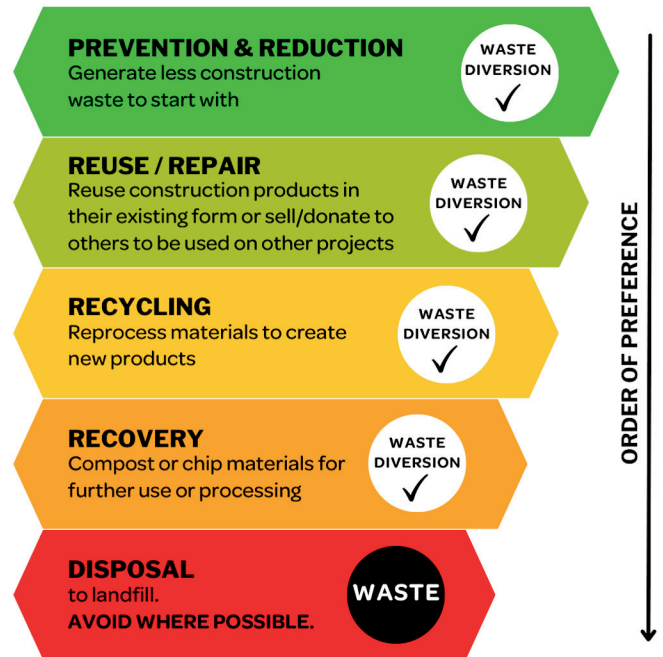 PREVENTION & REDUCTION
Generate less construction
waste to start with
WASTE
DIVERSION
REUSE / REPAIR
Reuse construction products in
their existing form or sell/donate to
others to be used on other projects
WASTE
DIVERSION
RECYCLING
Reprocess materials to create
new products
WASTE
DIVERSION
RECOVERY
Compost or chip materials for
further use or processing
WASTE
DIVERSION
DISPOSAL
to landfill.
AVOID WHERE POSSIBLE.
WASTE
ORDER OF PREFERENCE